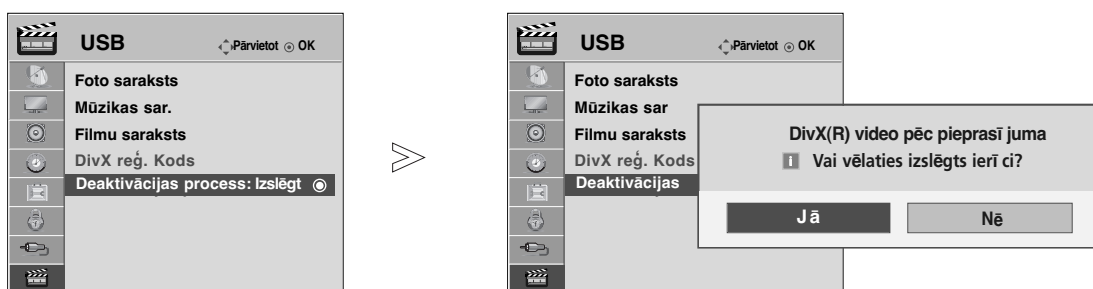 USB
Pārvietot OK
Foto saraksts
Mūzikas sar.
Filmu saraksts
DivX reģ. Kods
Deaktivācijas process: Izslēgt
USB
Pārvietot OK
Foto saraksts
Mūzikas sar
Filmu saraksts
DivX reģ. Kods
Deaktivācijas
DivX(R) video pēc pieprasī juma
i Vai vēlaties izslēgts ierī ci?
Jā Nē